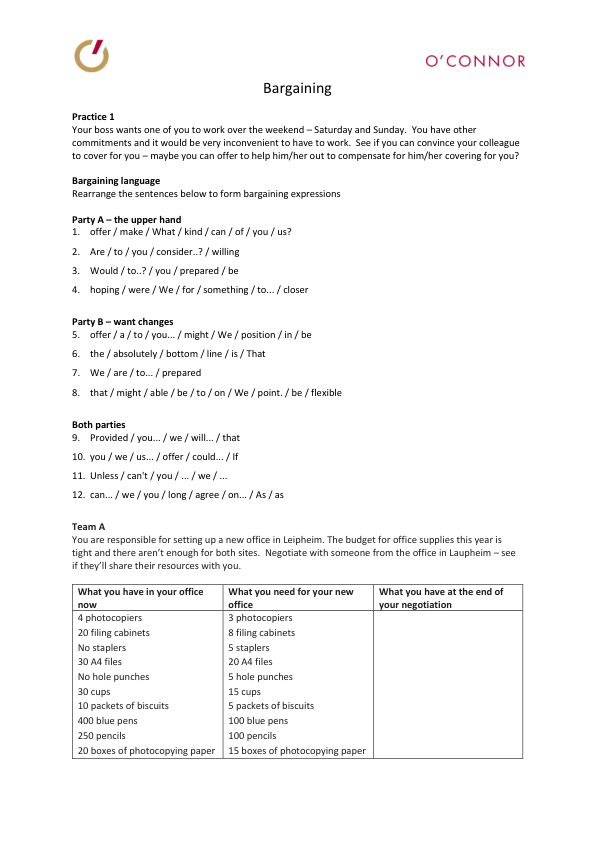 O'CONNOR
Bargaining
Practice 1
Your boss wants one of you to work over the weekend – Saturday and Sunday. You have other
commitments and it would be very inconvenient to have to work. See if you can convince your colleague
to cover for you – maybe you can offer to help him/her out to compensate for him/her covering for you?
Bargaining language
Rearrange the sentences below to form bargaining expressions
Party A – the upper hand
1. offer / make / What / kind / can / of / you / us?
2. Are / to / you / consider..? / willing
3. Would / to..? / you / prepared / be
4. hoping / were / We / for / something / to... / closer
Party B – want changes
5. offer / a / to / you... / might / We / position / in / be
6. the / absolutely / bottom / line / is / That
7. We / are / to... / prepared
8. that / might / able / be / to / on / We / point. / be / flexible
Both parties
9. Provided / you... / we / will... / that
10. you / we / us... / offer / could... / If
11. Unless / can't / you / ... / we / ...
12. can... / we / you / long / agree / on... / As / as
Team A
You are responsible for setting up a new office in Leipheim. The budget for office supplies this year is
tight and there aren't enough for both sites. Negotiate with someone from the office in Laupheim – see
if they'll share their resources with you.
What you have in your office now
What you need for your new office
What you have at the end of your negotiation
4 photocopiers
3 photocopiers
20 filing cabinets
8 filing cabinets
No staplers
5 staplers
30 A4 files
20 A4 files
No hole punches
5 hole punches
30 cups
15 cups
10 packets of biscuits
5 packets of biscuits
400 blue pens
100 blue pens
250 pencils
100 pencils
20 boxes of photocopying paper
15 boxes of photocopying paper